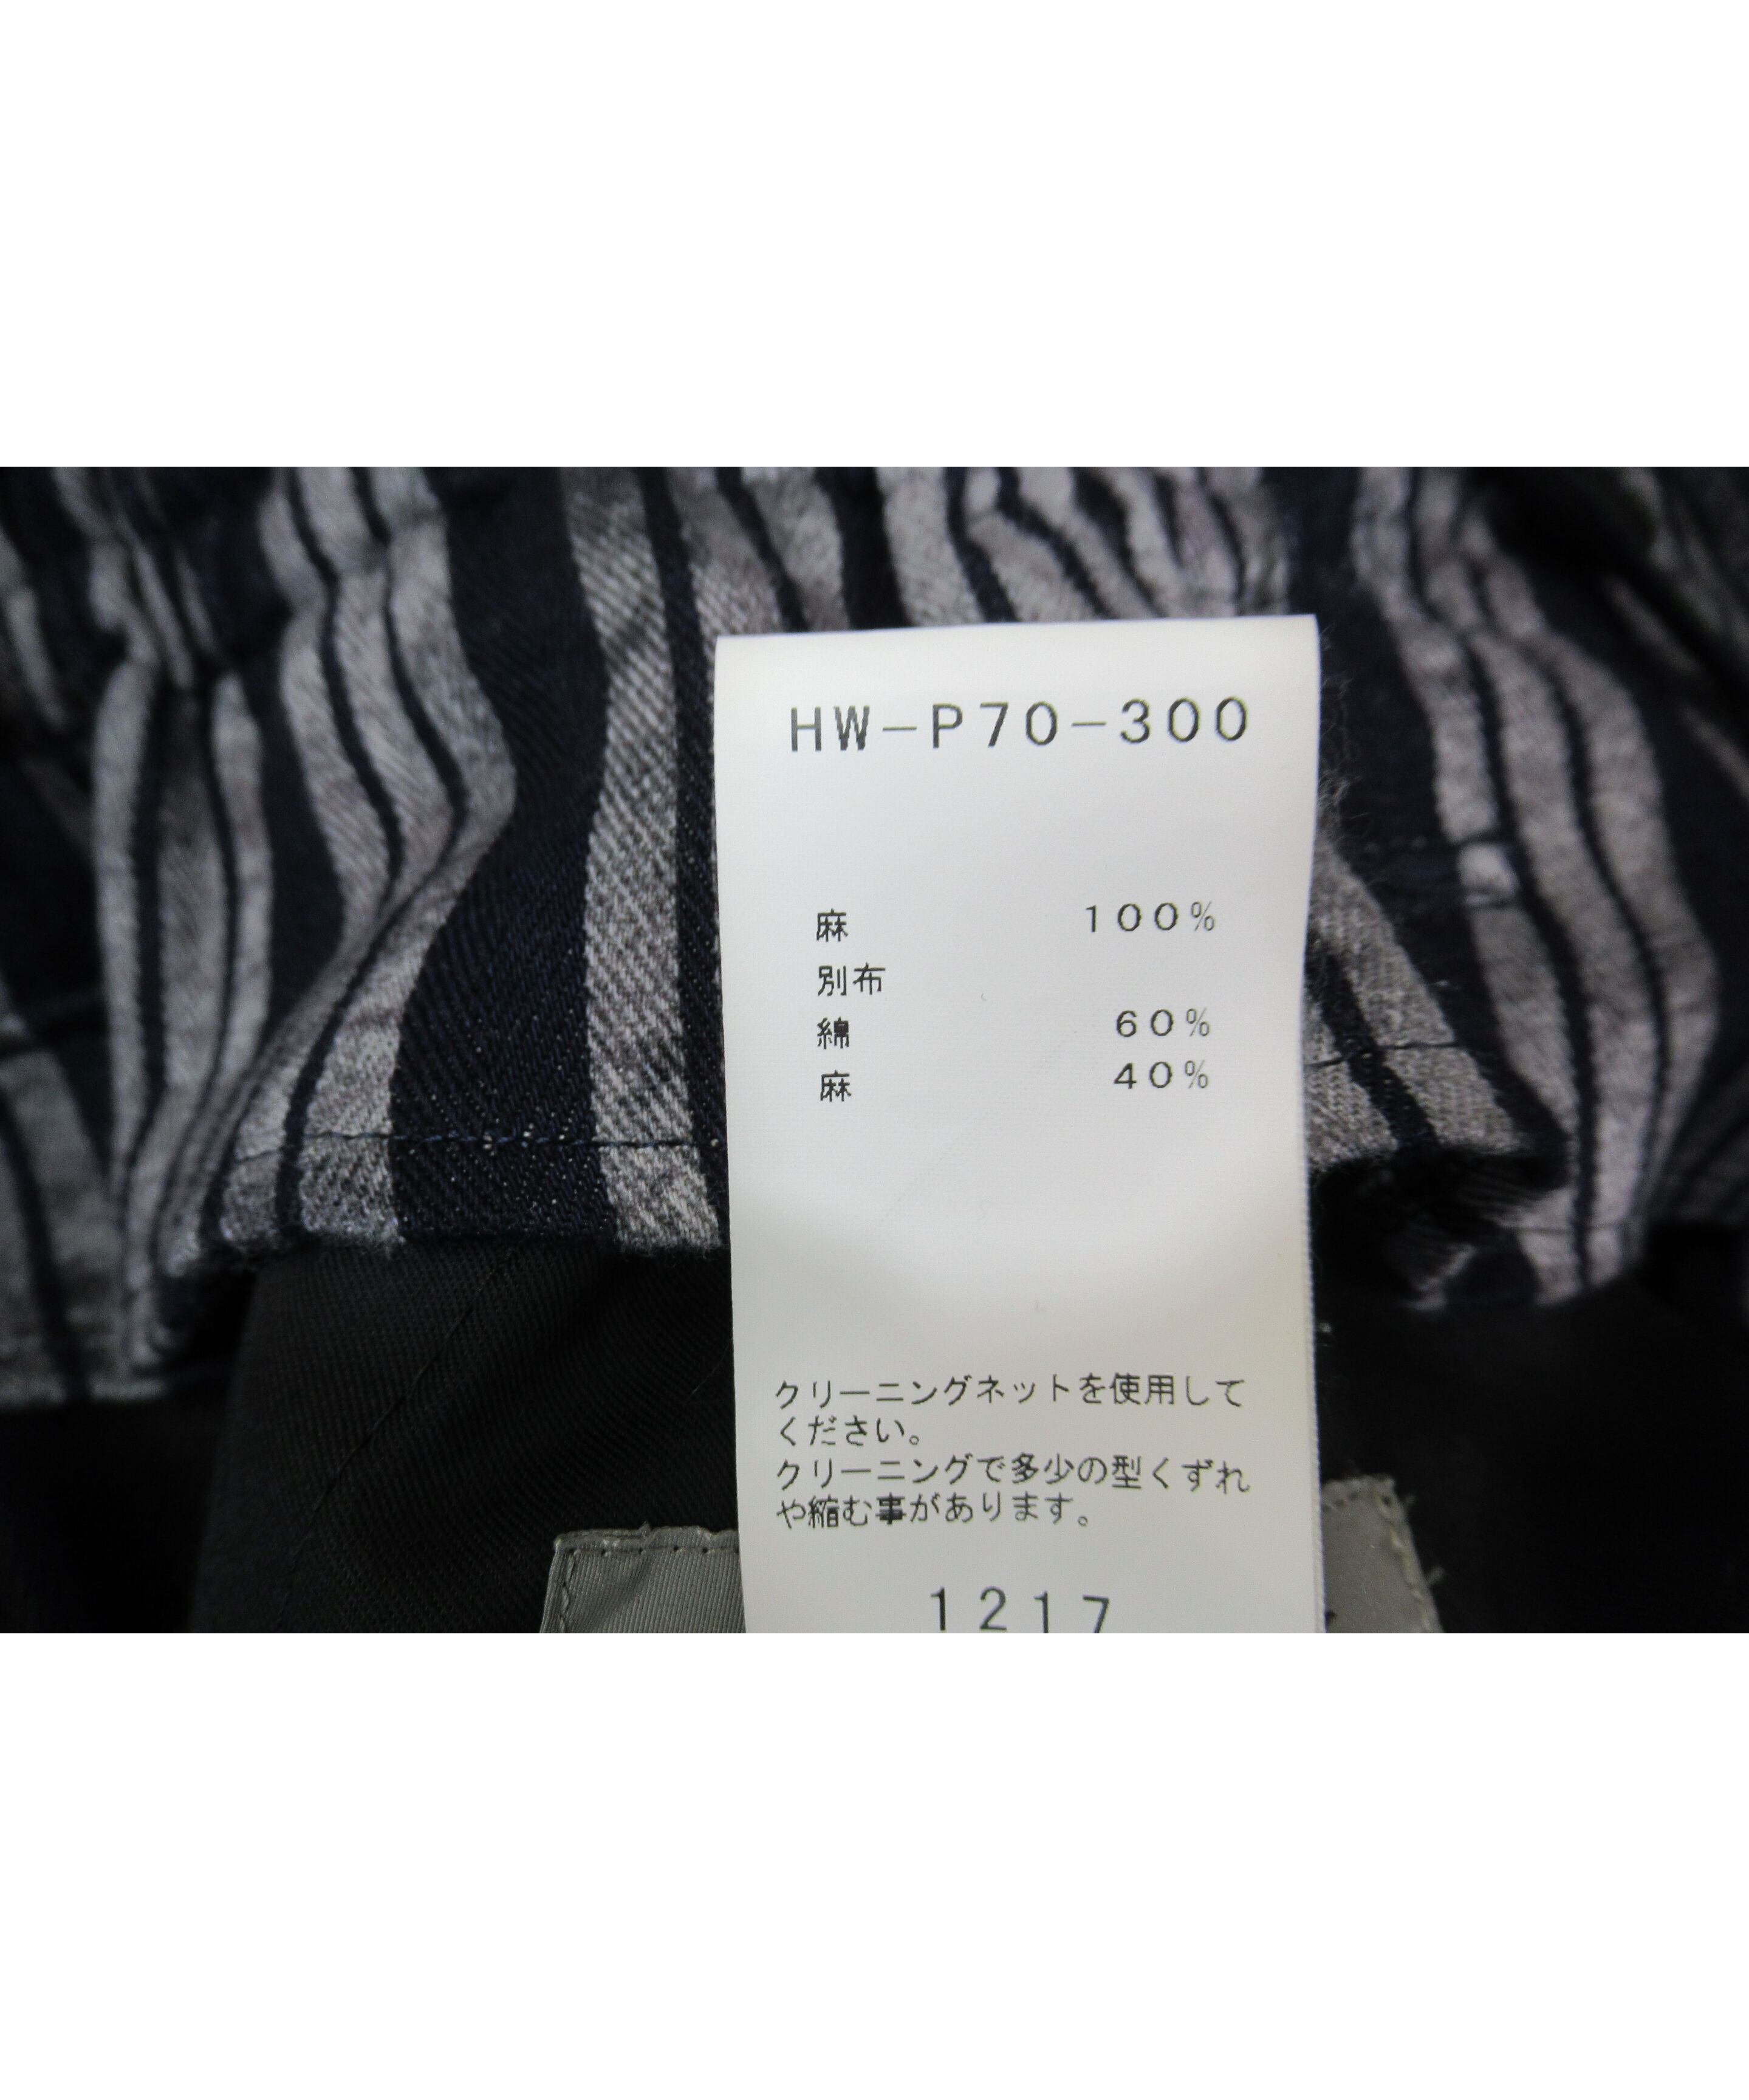 HW-P70-300
麻 100%
別布
綿 60%
麻 40%
クリーニングネットを使用して
ください。
クリーニングで多少の型くずれ
や縮む事があります。
1217